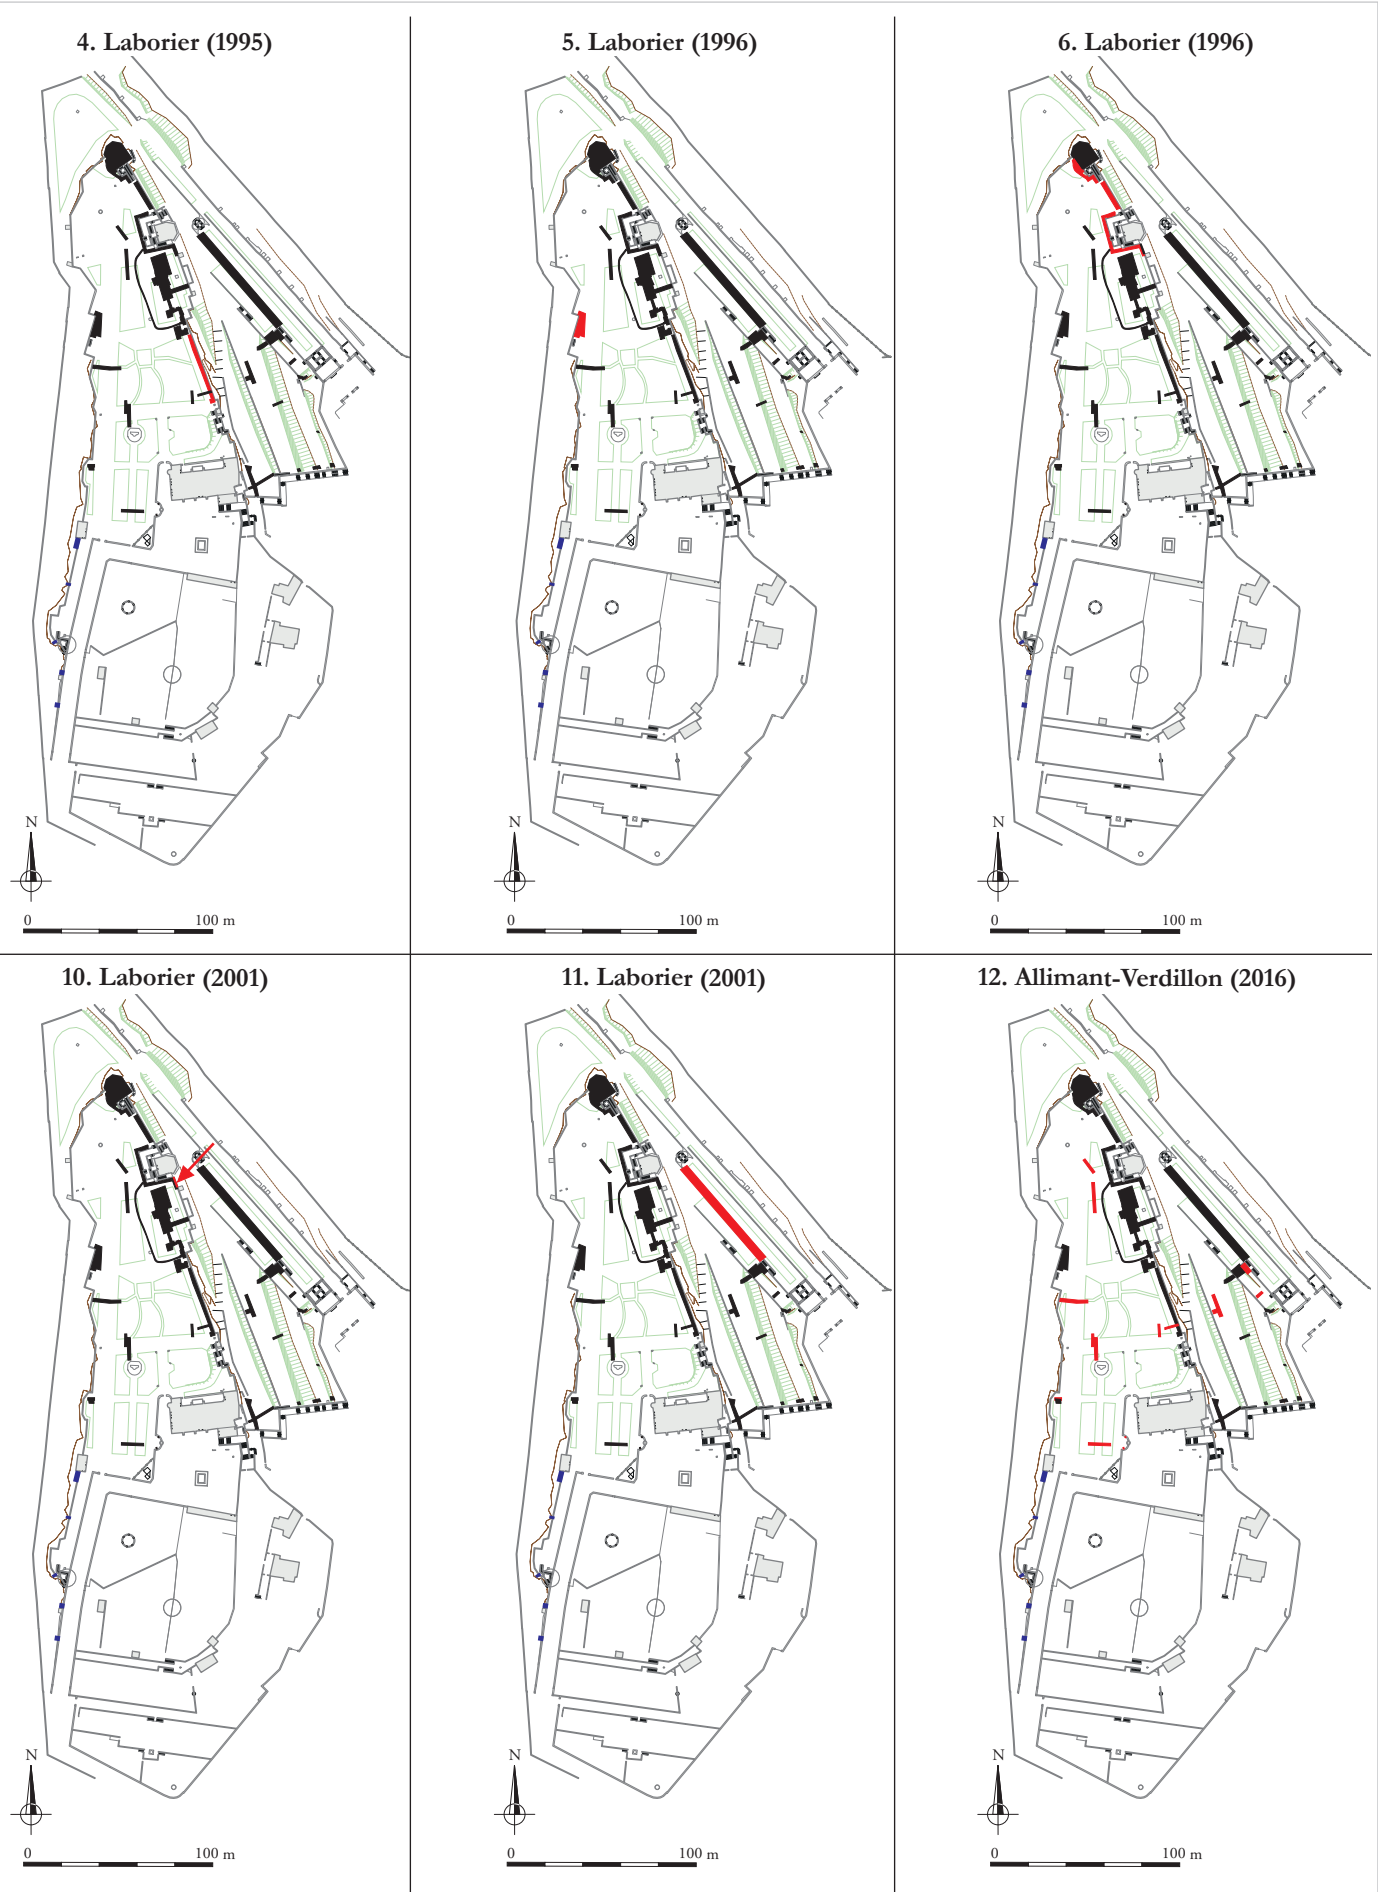 4. Laborier (1995)
N
0 100 m
5. Laborier (1996)
N
0 100 m
6. Laborier (1996)
N
0 100 m
10. Laborier (2001)
N
0 100 m
11. Laborier (2001)
N
0 100 m
12. Allimant-Verdillon (2016)
N
0 100 m